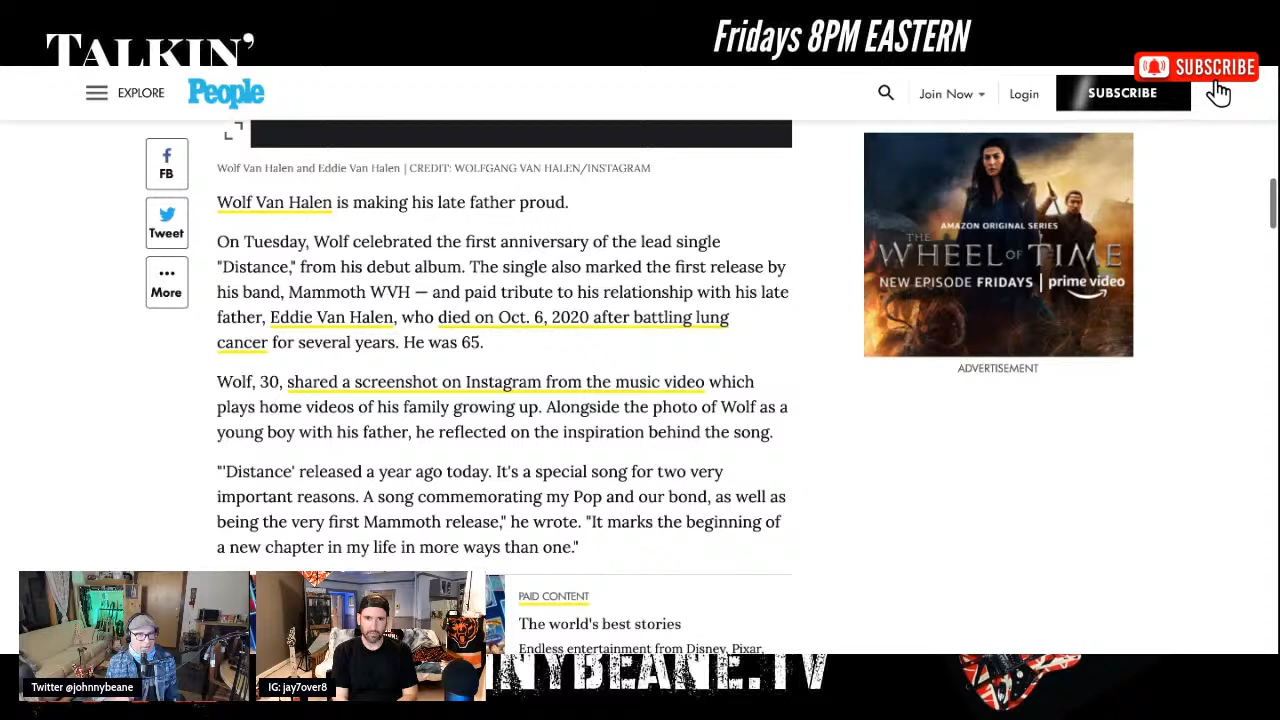 TALKIN'
Fridays 8PM EASTERN
SUBSCRIBE
EXPLORE
People
Join Now
Login
SUBSCRIBE
FB
Tweet
More
Wolf Van Halen and Eddie Van Halen | CREDIT: WOLFGANG VAN HALEN/INSTAGRAM
Wolf Van Halen is making his late father proud.
On Tuesday, Wolf celebrated the first anniversary of the lead single
"Distance," from his debut album. The single also marked the first release by
his band, Mammoth WVH — and paid tribute to his relationship with his late
father, Eddie Van Halen, who died on Oct. 6, 2020 after battling lung
cancer for several years. He was 65.
Wolf, 30, shared a screenshot on Instagram from the music video which
plays home videos of his family growing up. Alongside the photo of Wolf as a
young boy with his father, he reflected on the inspiration behind the song.
"'Distance' released a year ago today. It's a special song for two very
important reasons. A song commemorating my Pop and our bond, as well as
being the very first Mammoth release," he wrote. "It marks the beginning of
a new chapter in my life in more ways than one."
AMAZON ORIGINAL SERIES
THE
WHEEL OF TIME
NEW EPISODE FRIDAYS | prime video
ADVERTISEMENT
PAID CONTENT
The world's best stories
Endless entertainment from Disney, Pixar,
Twitter @johnnybeane
IG: jay7over8
NNYBEANE.TV